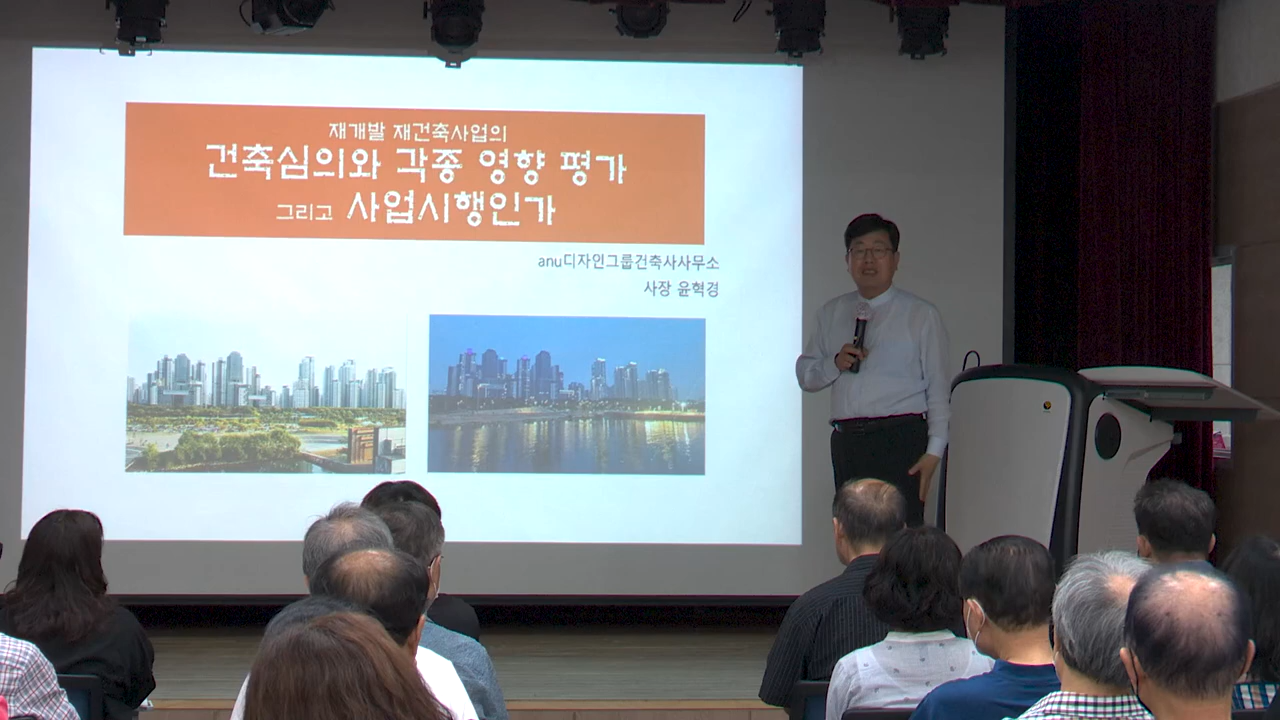 재개발 재건축사업의
건축심의와 각종 영향 평가
그리고 사업시행인가
anu디자인그룹건축사사무소
사장 윤혁경